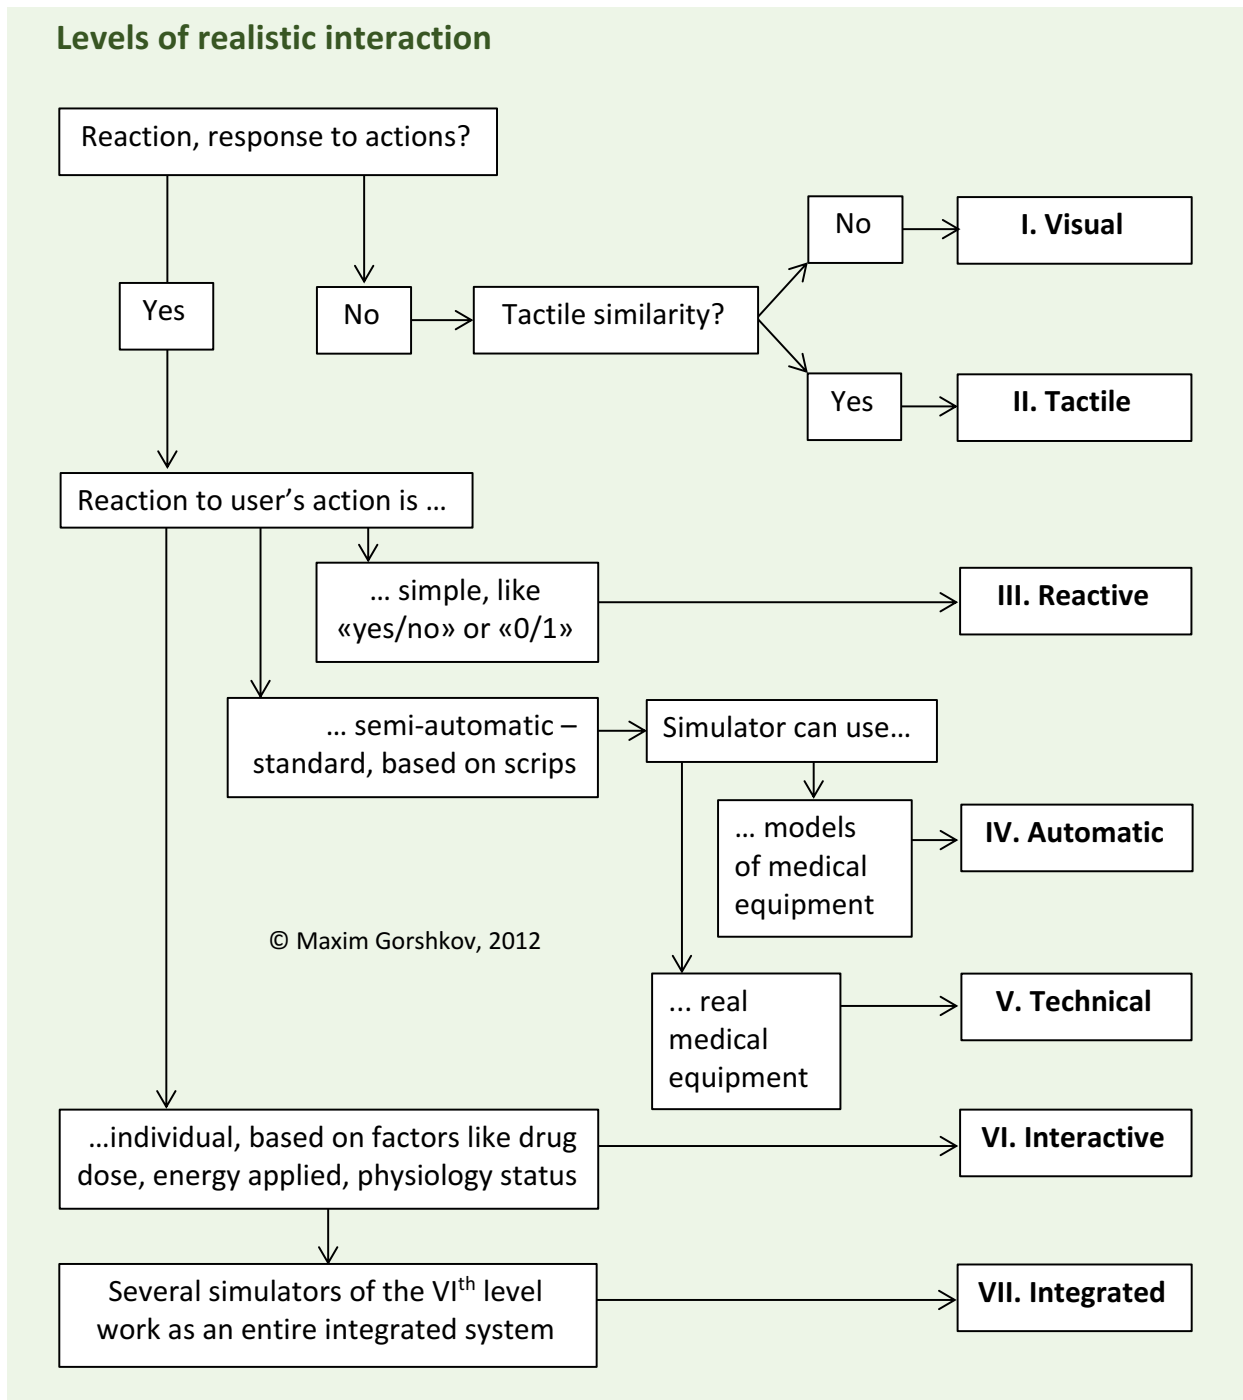 Levels of realistic interaction
Reaction, response to actions?
No
I. Visual
Yes
No
Tactile similarity?
Yes
II. Tactile
Reaction to user’s action is …
… simple, like
«yes/no» or «0/1»
III. Reactive
… semi-automatic –
standard, based on scrips
Simulator can use…
… models
of medical
equipment
IV. Automatic
© Maxim Gorshkov, 2012
... real
medical
equipment
V. Technical
…individual, based on factors like drug
dose, energy applied, physiology status
VI. Interactive
Several simulators of the VIth level
work as an entire integrated system
VII. Integrated